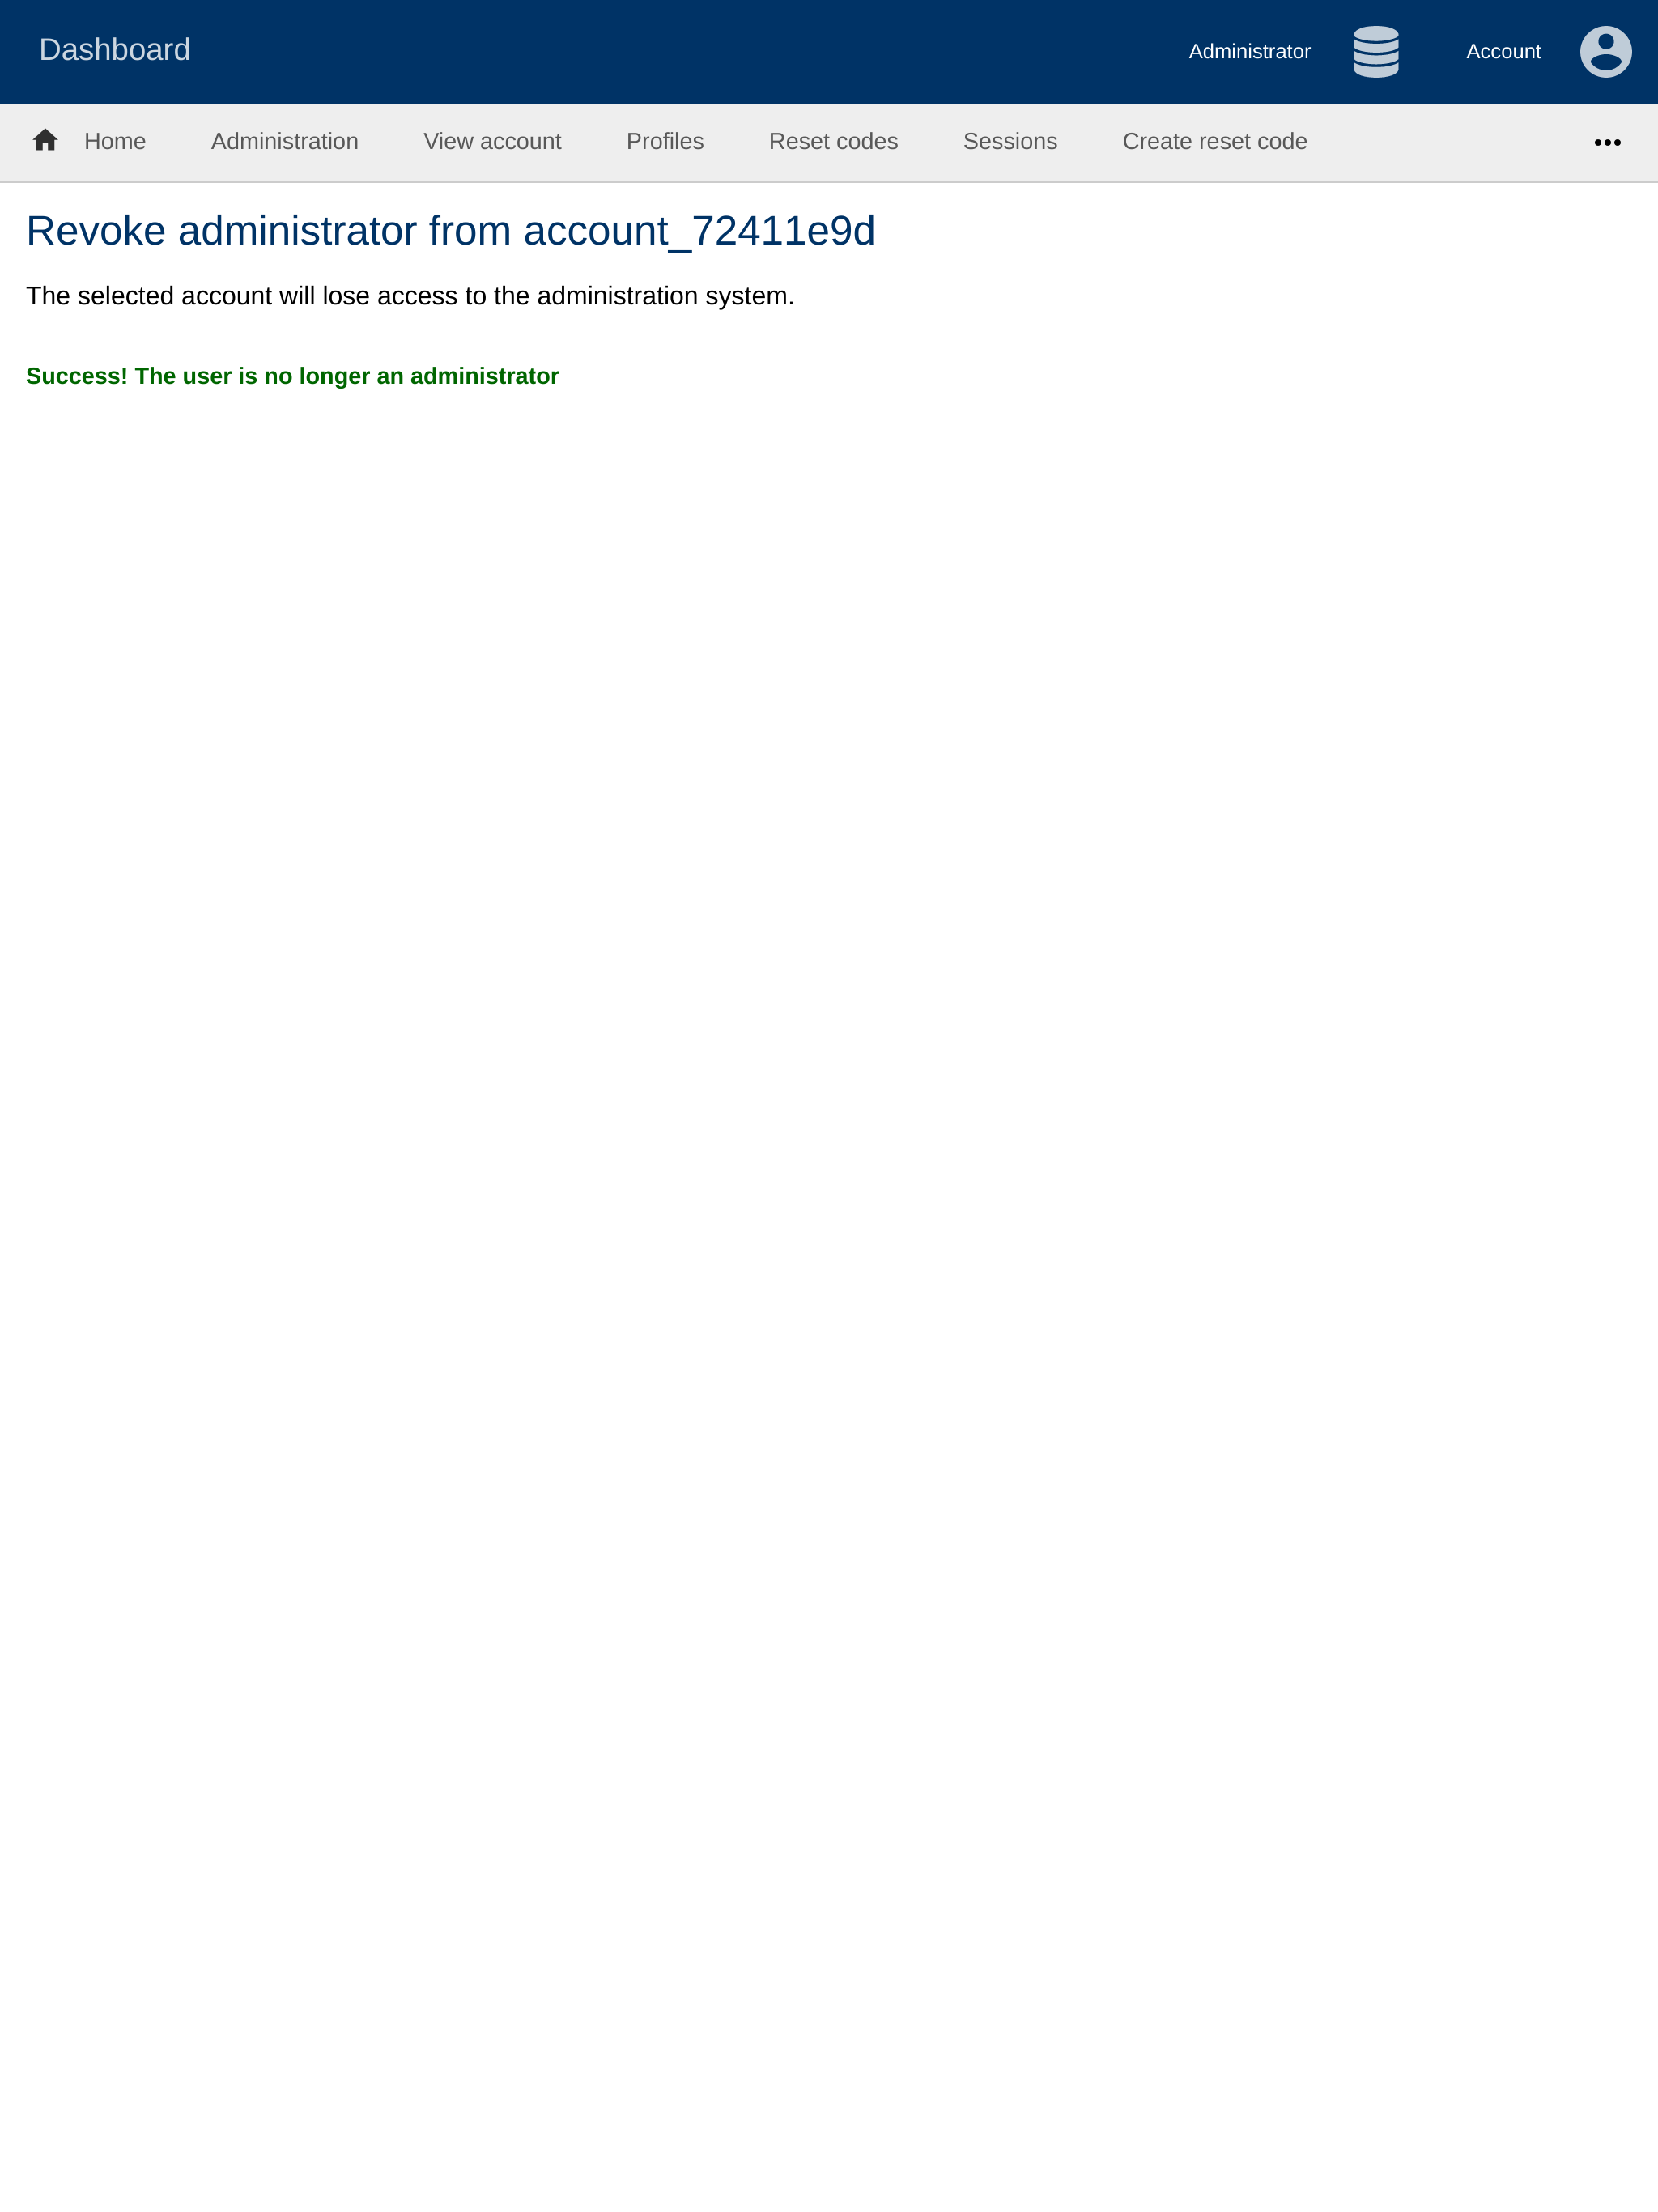 Dashboard
Administrator
Account
Home
Administration
View account
Profiles
Reset codes
Sessions
Create reset code
Revoke administrator from account_72411e9d
The selected account will lose access to the administration system.
Success! The user is no longer an administrator